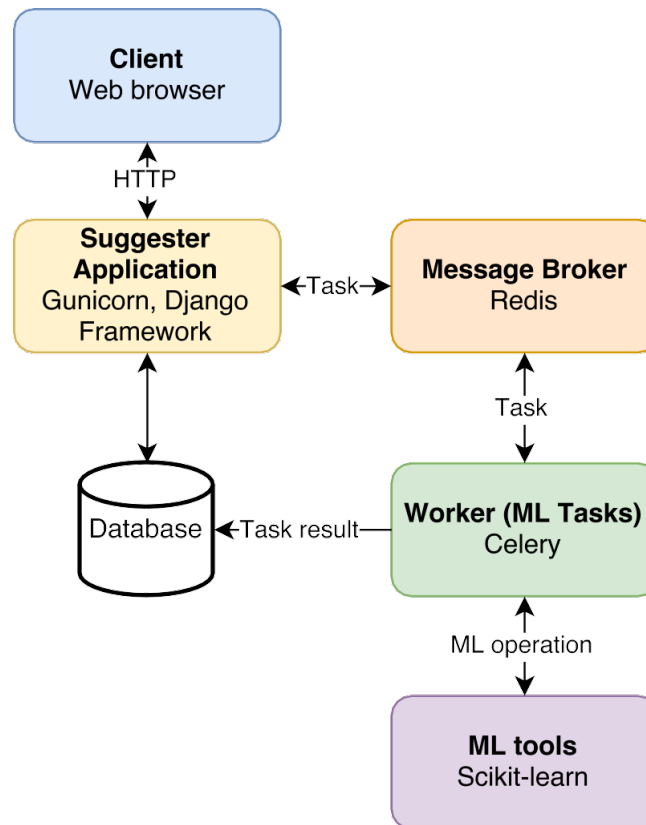 Client
Web browser
HTTP
Suggester
Application
Gunicorn, Django
Framework
Task
Message Broker
Redis
Task
Database
Task result
Worker (ML Tasks)
Celery
ML operation
ML tools
Scikit-learn